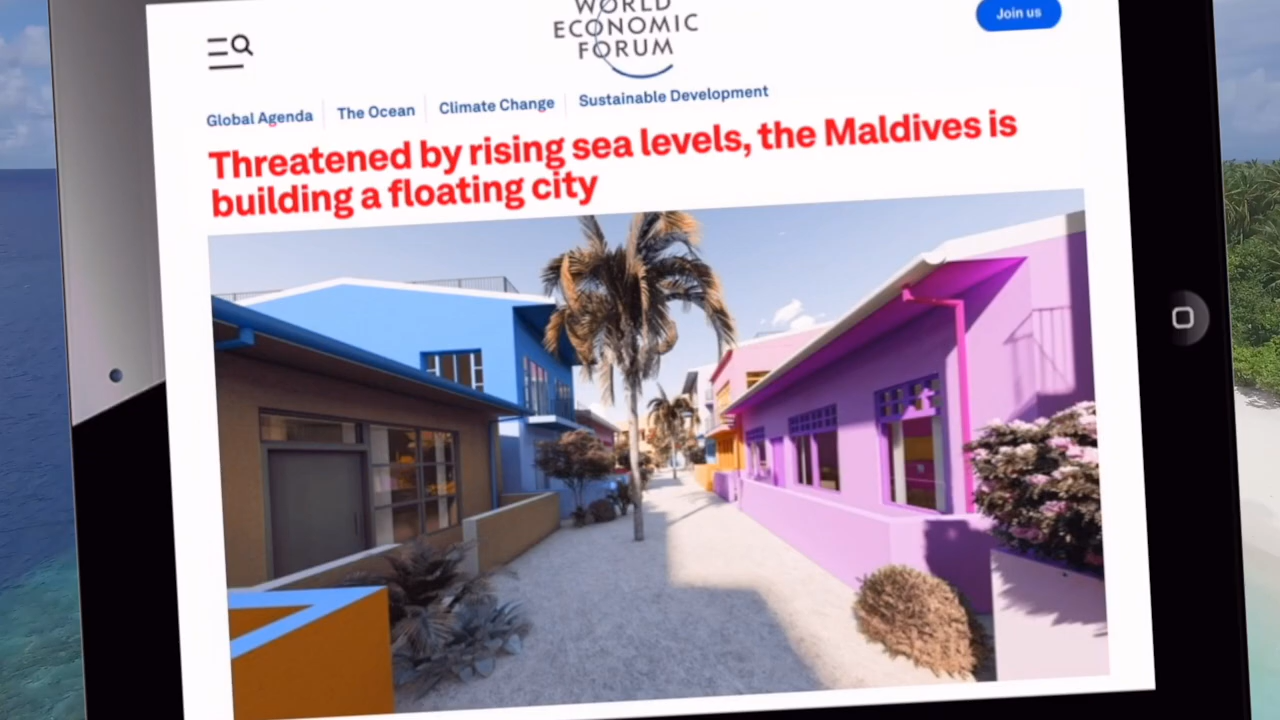 WORLD
ECONOMIC
FORUM
Join us
Global Agenda
The Ocean
Climate Change
Sustainable Development
Threatened by rising sea levels, the Maldives is
building a floating city